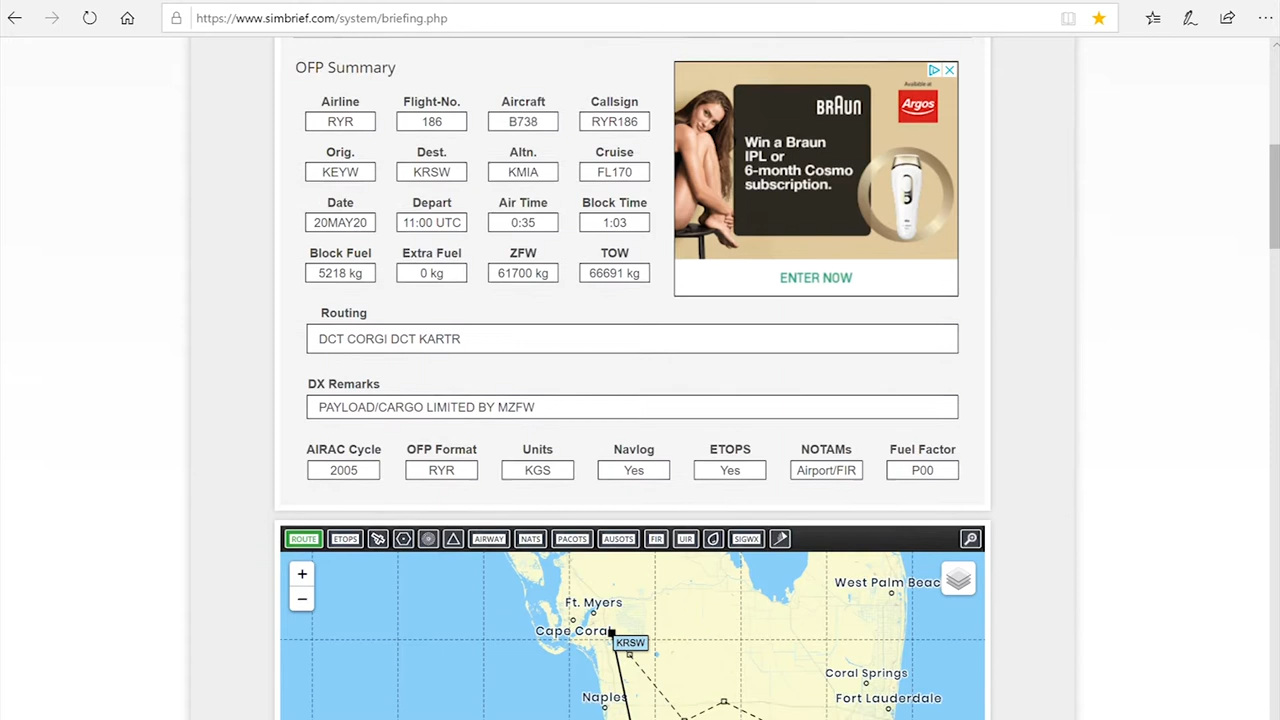 https://www.simbrief.com/system/briefing.php
OFP Summary
Airline Flight-No. Aircraft Callsign
RYR 186 B738 RYR186
Orig. Dest. Altn. Cruise
KEYW KRSW KMIA FL170
Date Depart Air Time Block Time
20MAY20 11:00 UTC 0:35 1:03
Block Fuel Extra Fuel ZFW TOW
5218 kg 0 kg 61700 kg 66691 kg
Available at
Argos
BRAUN
Win a Braun
IPL or
6-month Cosmo
subscription.
ENTER NOW
Routing
DCT CORGI DCT KARTR
DX Remarks
PAYLOAD/CARGO LIMITED BY MZFW
AIRAC Cycle OFP Format Units Navlog ETOPS NOTAMs Fuel Factor
2005 RYR KGS Yes Yes Airport/FIR P00
ROUTE ETOPS AIRWAY NATS PACOTS AUSOTS FIR UIR SIGWX
+
−
West Palm Beac
Ft. Myers
Cape Coral
KRSW
Coral Springs
Naples
Fort Lauderdale